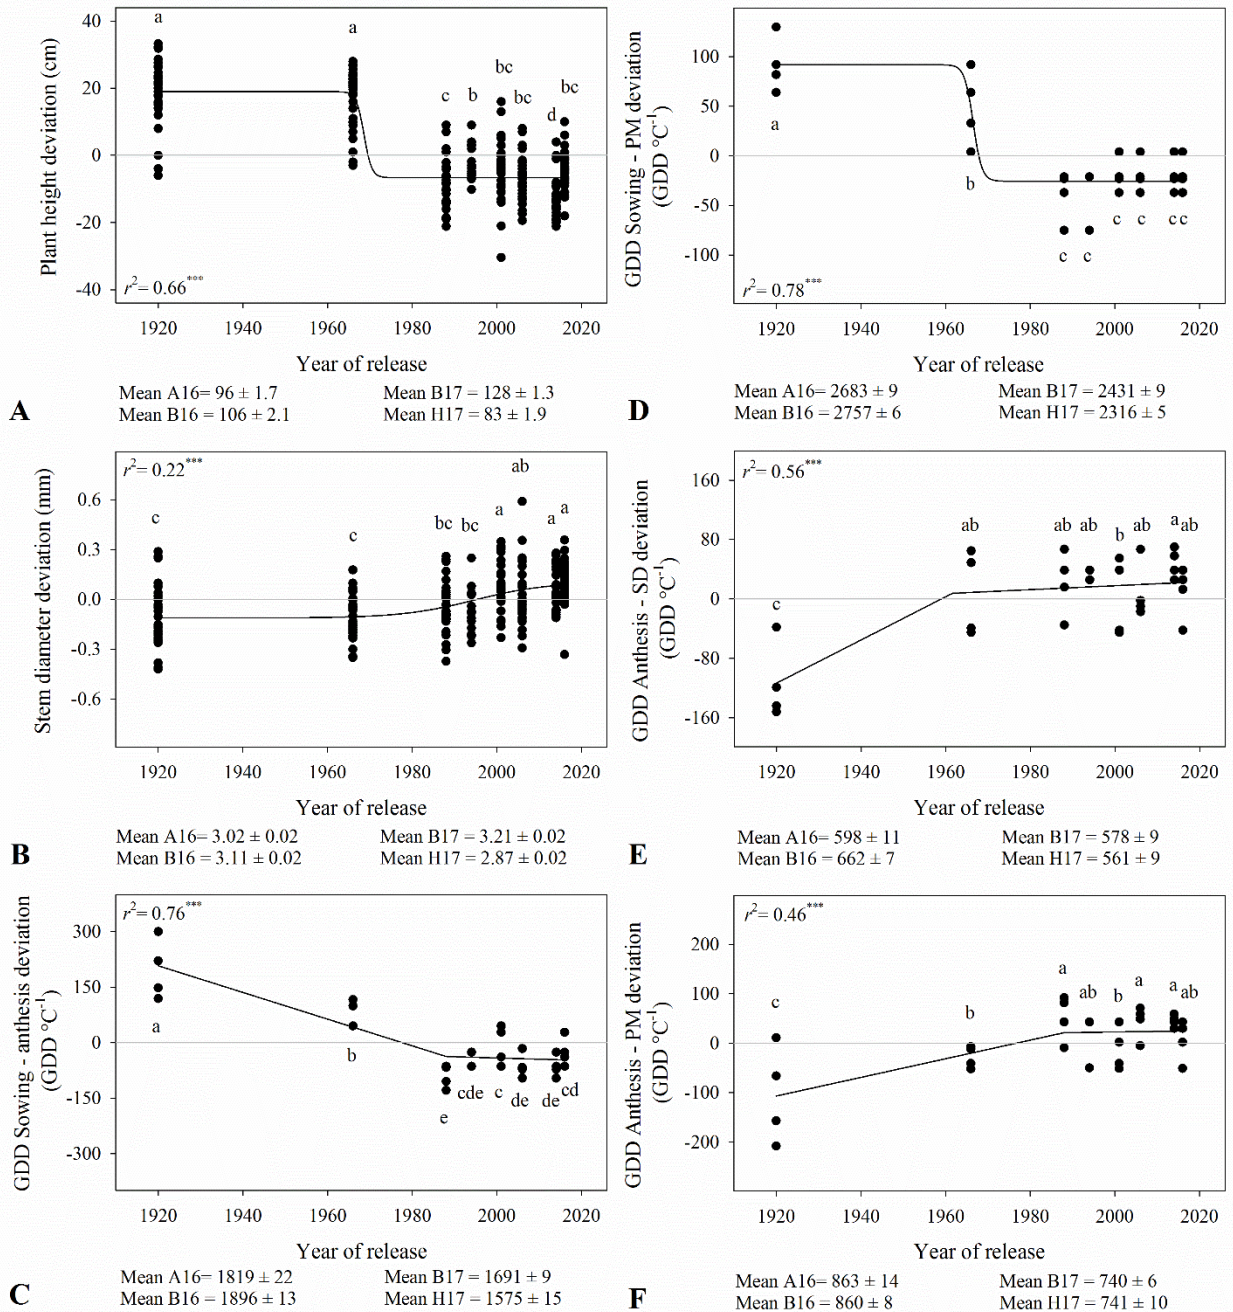 Plant height deviation (cm)
40
20
0
-20
-40
a
a
c
b
bc
bc
d
bc
r2= 0.66***
1920 1940 1960 1980 2000 2020
Year of release
Mean A16= 96 ± 1.7 Mean B17 = 128 ± 1.3
Mean B16 = 106 ± 2.1 Mean H17 = 83 ± 1.9
A
GDD Sowing - PM deviation
(GDD °C-1)
100
50
0
-50
-100
a
b
c
c
c
c
c
c
r2= 0.78***
1920 1940 1960 1980 2000 2020
Year of release
Mean A16= 2683 ± 9 Mean B17 = 2431 ± 9
Mean B16 = 2757 ± 6 Mean H17 = 2316 ± 5
D
Stem diameter deviation (mm)
0.6
0.3
0.0
-0.3
-0.6
r2= 0.22***
c
c
bc
bc
a
ab
a
a
1920 1940 1960 1980 2000 2020
Year of release
Mean A16= 3.02 ± 0.02 Mean B17 = 3.21 ± 0.02
Mean B16 = 3.11 ± 0.02 Mean H17 = 2.87 ± 0.02
B
GDD Anthesis - SD deviation
(GDD °C-1)
160
80
0
-80
-160
r2= 0.56***
c
ab
ab
ab
b
ab
a
ab
1920 1940 1960 1980 2000 2020
Year of release
Mean A16= 598 ± 11 Mean B17 = 578 ± 9
Mean B16 = 662 ± 7 Mean H17 = 561 ± 9
E
GDD Sowing - anthesis deviation
(GDD °C-1)
300
150
0
-150
-300
r2= 0.76***
a
b
e
cde
c
de
de
cd
1920 1940 1960 1980 2000 2020
Year of release
Mean A16= 1819 ± 22 Mean B17 = 1691 ± 9
Mean B16 = 1896 ± 13 Mean H17 = 1575 ± 15
C
GDD Anthesis - PM deviation
(GDD °C-1)
200
100
0
-100
-200
r2= 0.46***
c
b
a
ab
b
a
a
ab
1920 1940 1960 1980 2000 2020
Year of release
Mean A16= 863 ± 14 Mean B17 = 740 ± 6
Mean B16 = 860 ± 8 Mean H17 = 741 ± 10
F